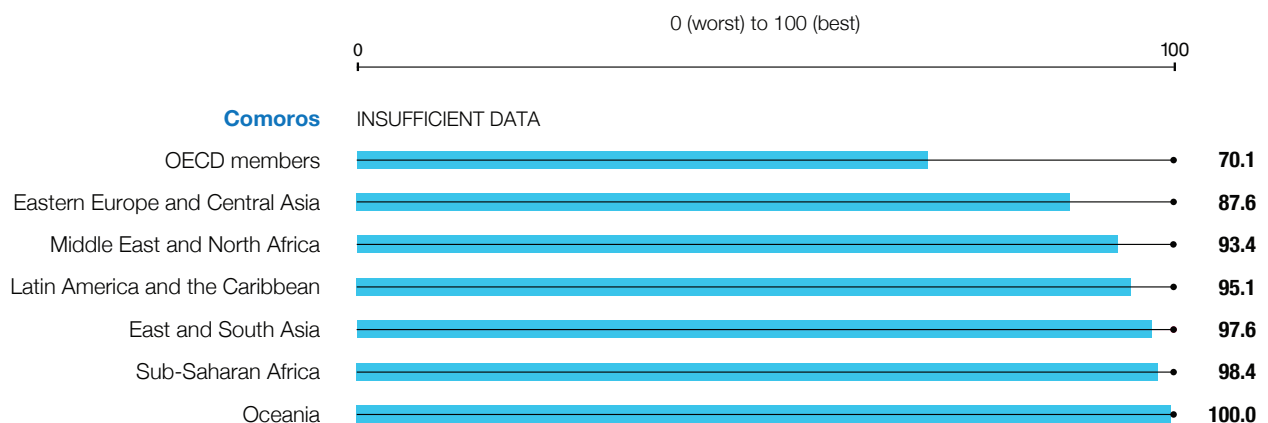 0 (worst) to 100 (best)
0 100
Comoros INSUFFICIENT DATA
OECD members 70.1
Eastern Europe and Central Asia 87.6
Middle East and North Africa 93.4
Latin America and the Caribbean 95.1
East and South Asia 97.6
Sub-Saharan Africa 98.4
Oceania 100.0